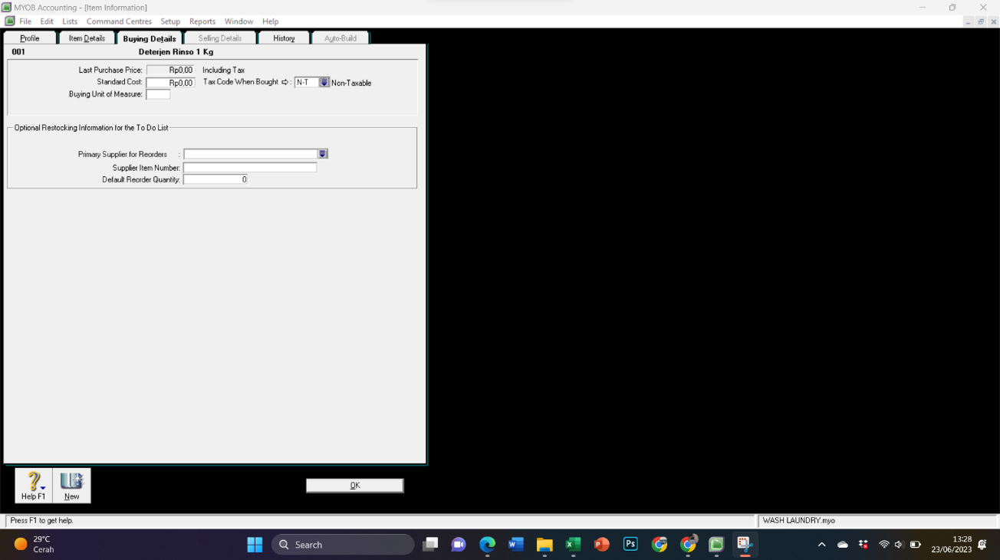 MYOB Accounting - [Item Information]
File Edit Lists Command Centres Setup Reports Window Help
Profile Item Details Buying Details Selling Details History Auto-Build
001 Deterjen Rinso 1 Kg
Last Purchase Price: Rp0,00 Including Tax
Standard Cost: Rp0,00 Tax Code When Bought ⇨: N-T Non-Taxable
Buying Unit of Measure:
Optional Restocking Information for the To Do List
Primary Supplier for Reorders :
Supplier Item Number:
Default Reorder Quantity: 0
Help F1 New OK
Press F1 to get help. WASH LAUNDRY.myo
29°C
Cerah
Search
Ps
13:28
23/06/2023